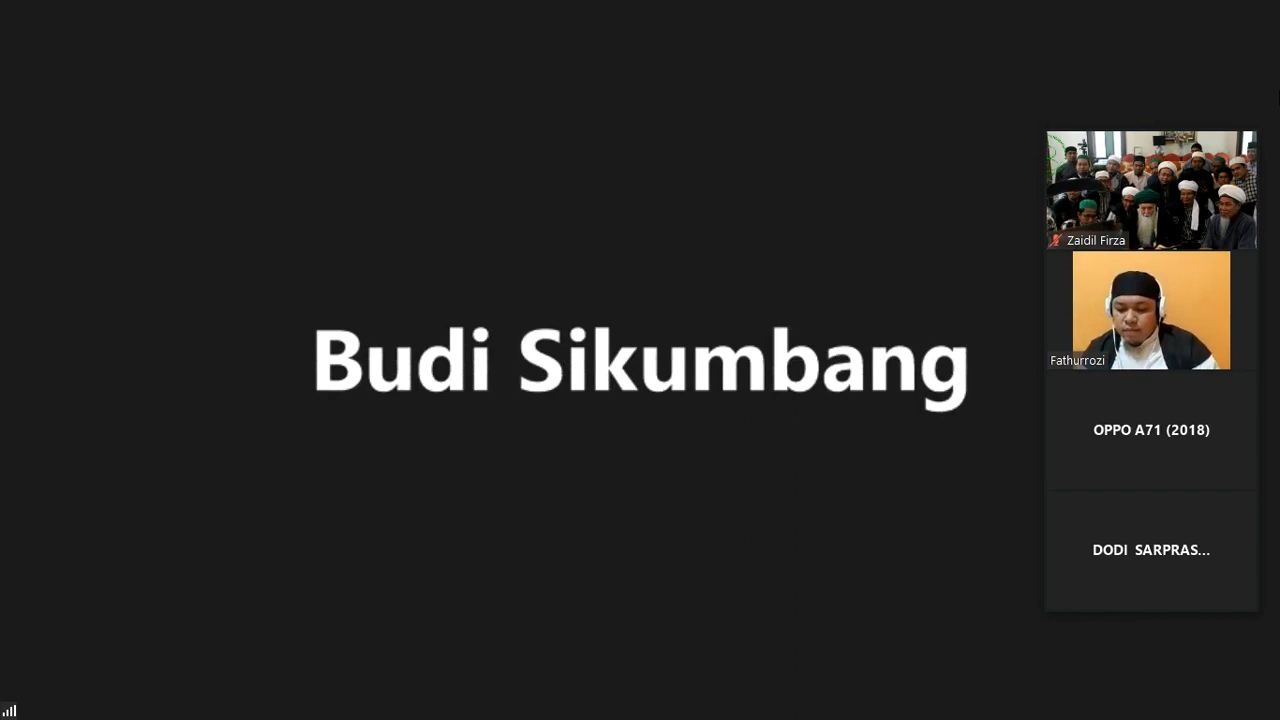 Budi Sikumbang
Zaidil Firza
Fathurrozi
OPPO A71 (2018)
DODI SARPRAS...